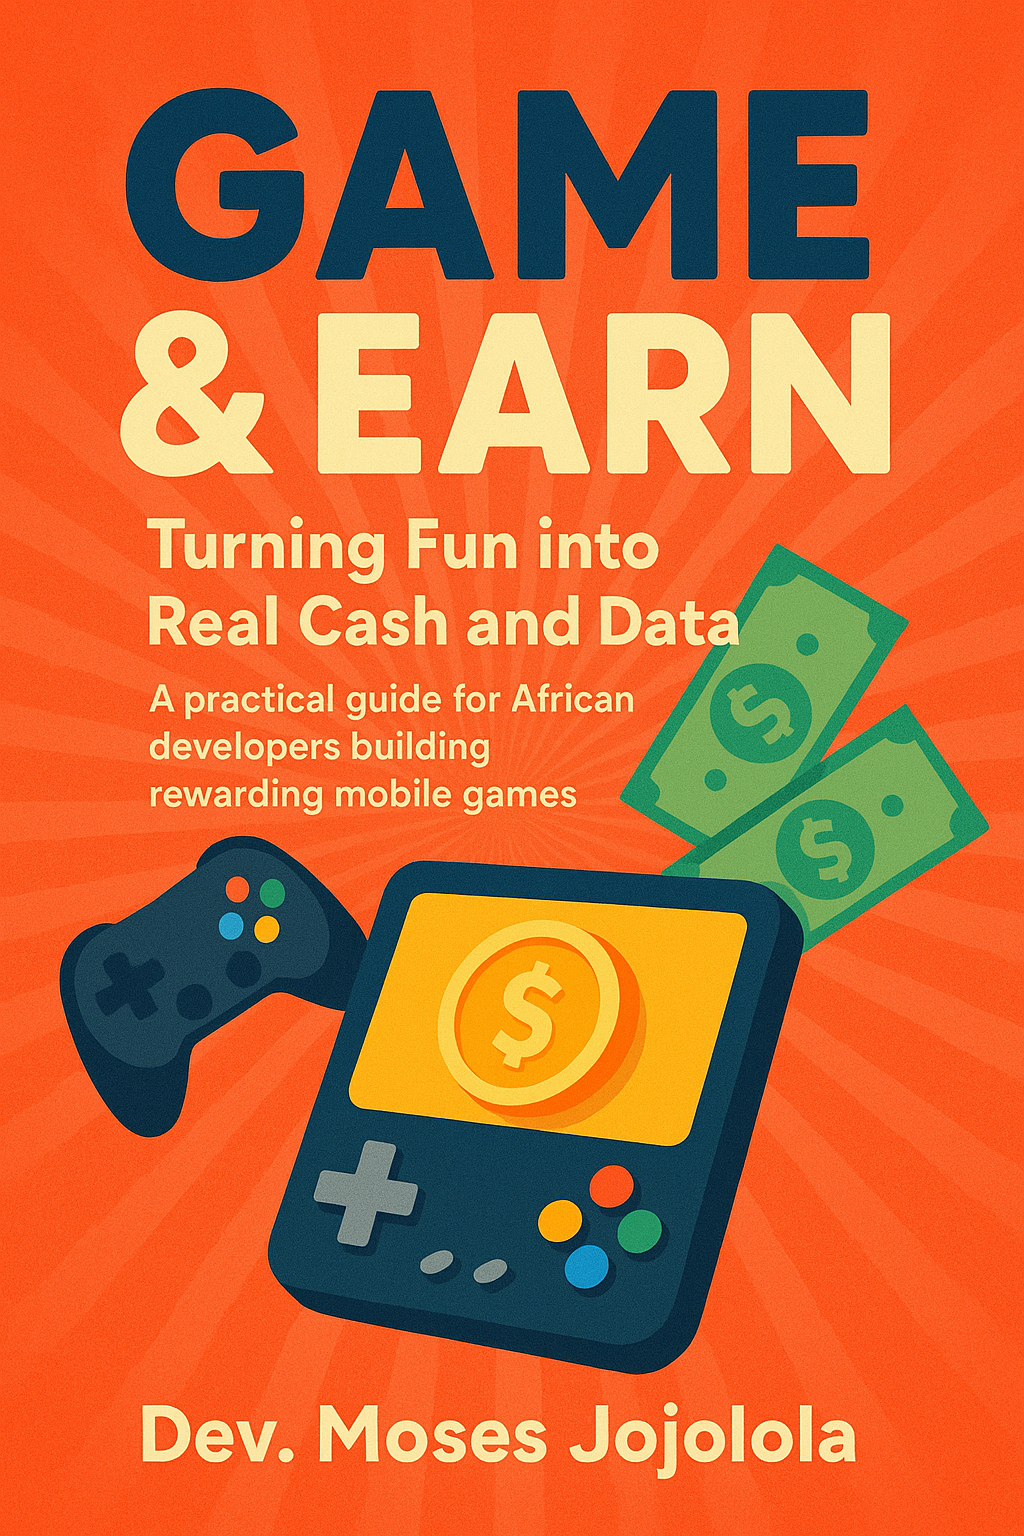 GAME
& EARN
Turning Fun into
Real Cash and Data
A practical guide for African
developers building
rewarding mobile games
$
$
$
Dev. Moses Jojolola